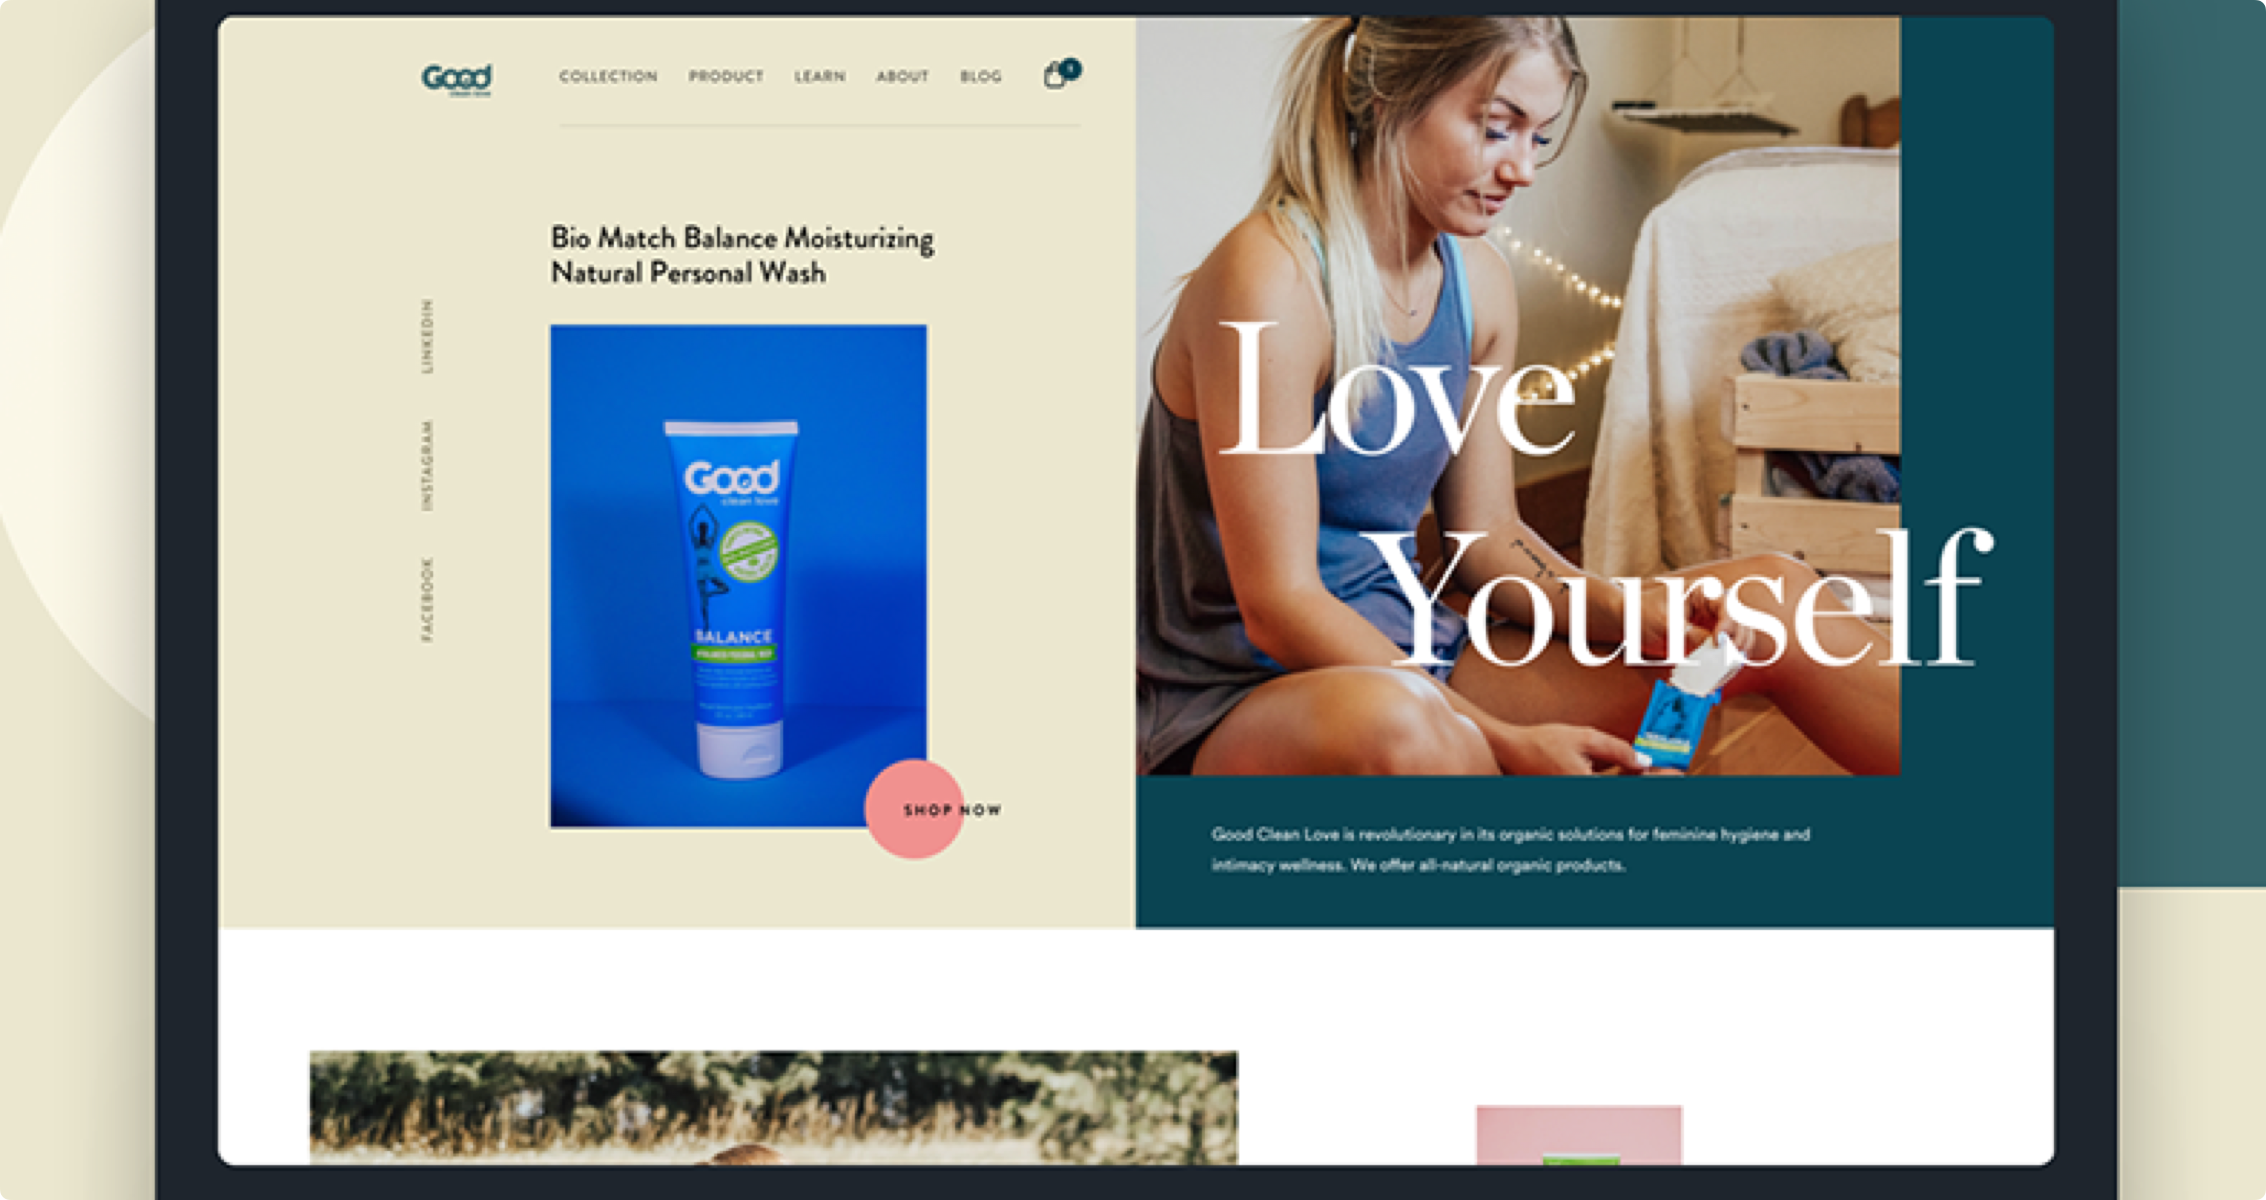 Good
clean love
COLLECTION PRODUCT LEARN ABOUT BLOG
Bio Match Balance Moisturizing
Natural Personal Wash
LINKEDIN
INSTAGRAM
FACEBOOK
Good
clean love
BALANCE
SHOP NOW
Love
Yourself
Good Clean Love is revolutionary in its organic solutions for feminine hygiene and
intimacy wellness. We offer all-natural organic products.